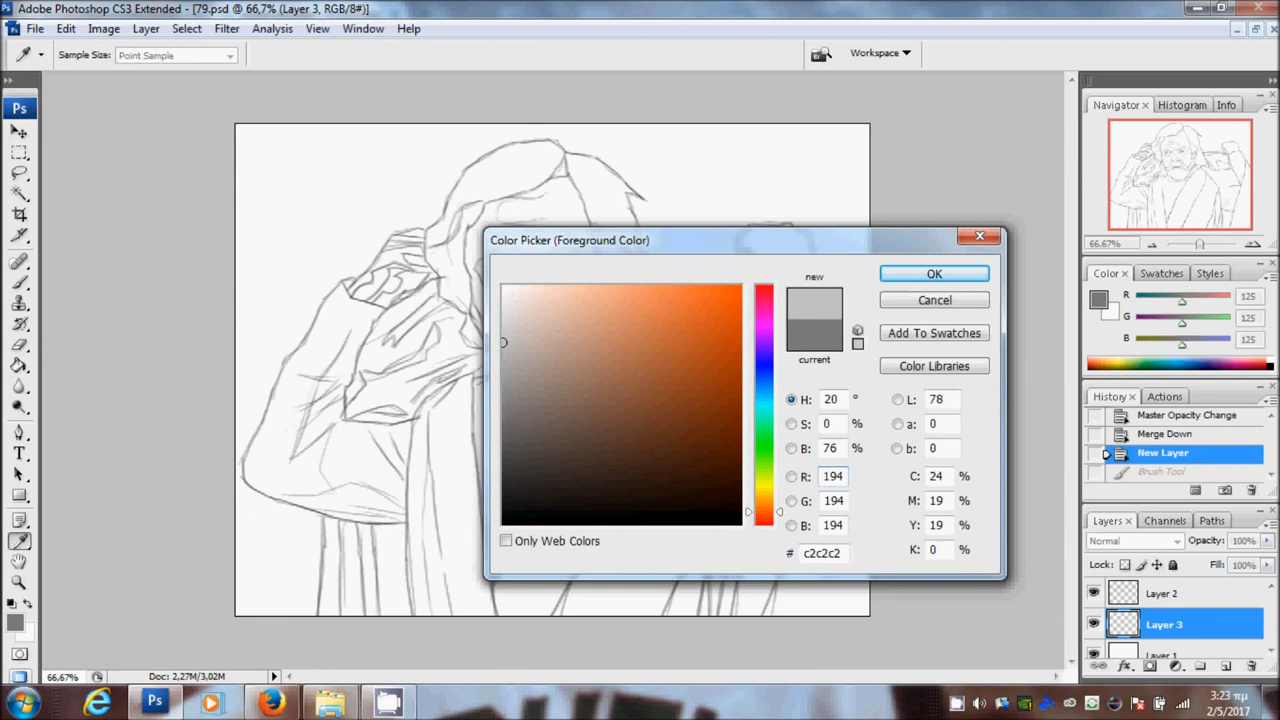 Adobe Photoshop CS3 Extended - [79.psd @ 66,7% (Layer 3, RGB/8#)]
File Edit Image Layer Select Filter Analysis View Window Help
Sample Size: Point Sample
Workspace
Ps
Navigator Histogram Info
66.67%
Color Swatches Styles
R 125
G 125
B 125
History Actions
Master Opacity Change
Merge Down
New Layer
Brush Tool
Layers Channels Paths
Normal Opacity: 100%
Lock: Fill: 100%
Layer 2
Layer 3
Layer 1
Color Picker (Foreground Color)
new
current
OK
Cancel
Add To Swatches
Color Libraries
H: 20 ° L: 78
S: 0 % a: 0
B: 76 % b: 0
R: 194 C: 24 %
G: 194 M: 19 %
B: 194 Y: 19 %
# c2c2c2 K: 0 %
Only Web Colors
66.67% Doc: 2,27M/3,02M
Ps
3:23 πμ
2/5/2017